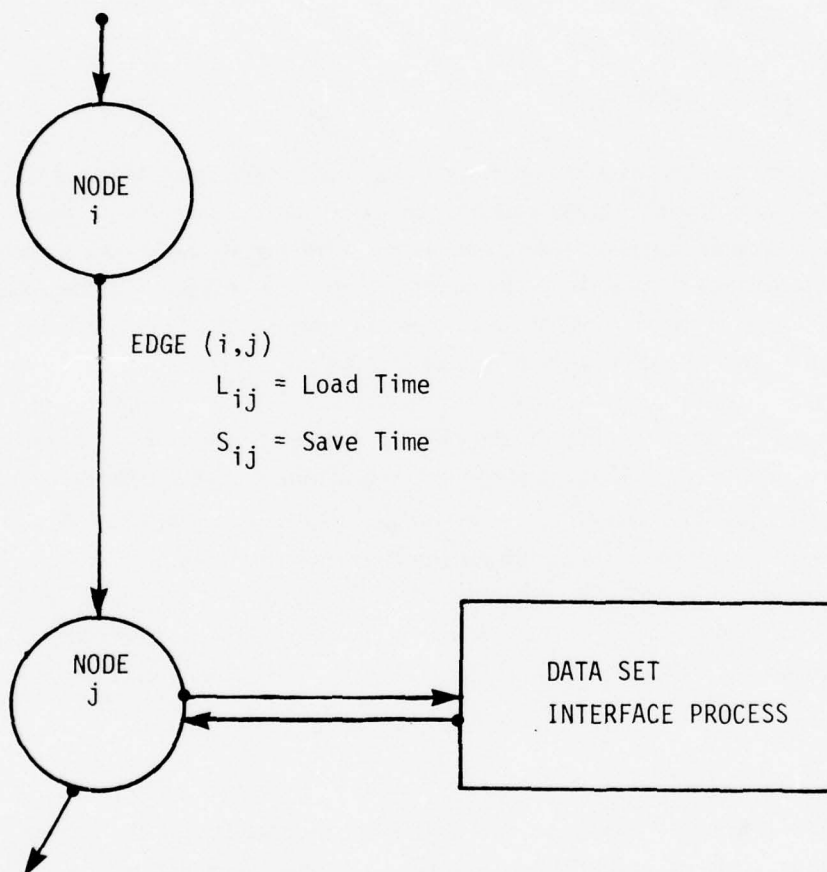 NODE
i
EDGE (i,j)
L_ij = Load Time
S_ij = Save Time
NODE
j
DATA SET
INTERFACE PROCESS